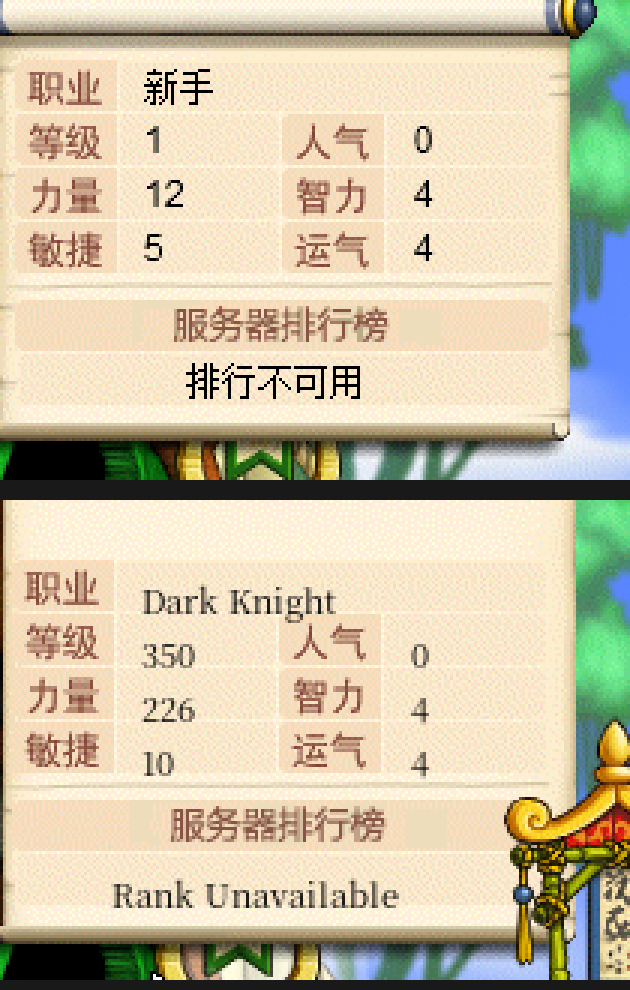 职业 新手
等级 1 人气 0
力量 12 智力 4
敏捷 5 运气 4
服务器排行榜
排行不可用
职业 Dark Knight
等级 350 人气 0
力量 226 智力 4
敏捷 10 运气 4
服务器排行榜
Rank Unavailable